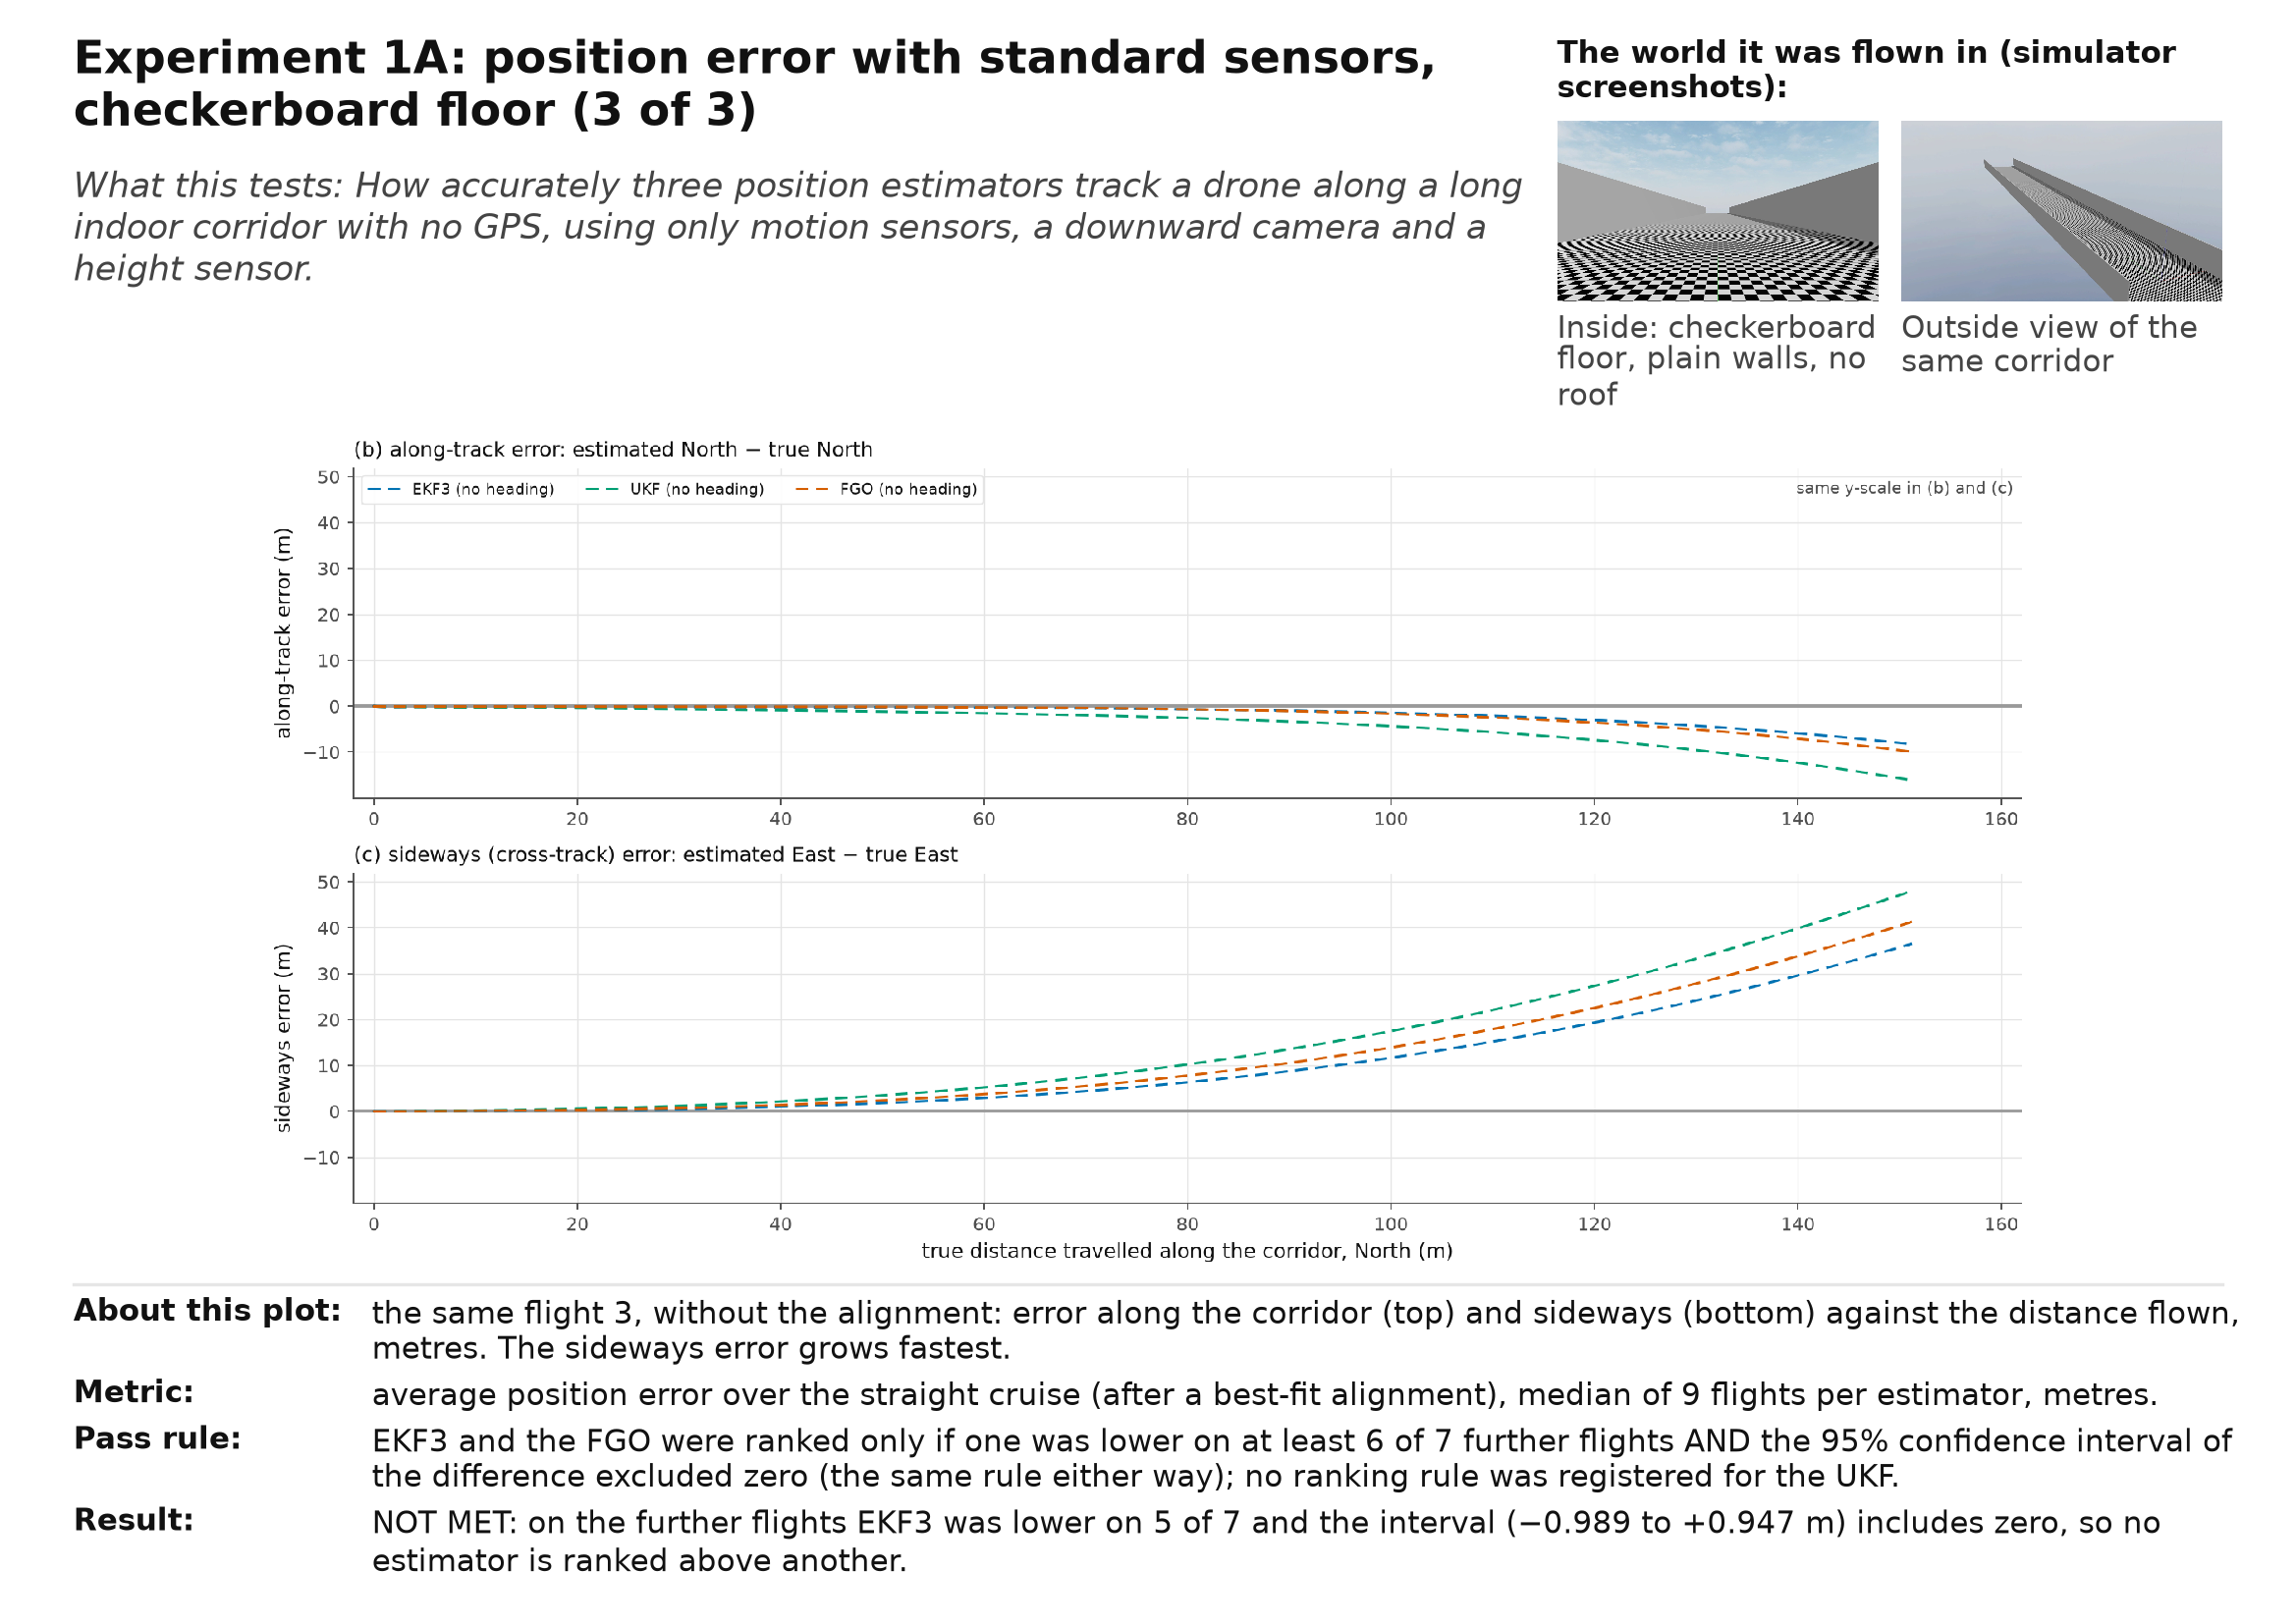 Experiment 1A: position error with standard sensors,
checkerboard floor (3 of 3)
What this tests: How accurately three position estimators track a drone along a long
indoor corridor with no GPS, using only motion sensors, a downward camera and a
height sensor.
The world it was flown in (simulator
screenshots):
Inside: checkerboard
floor, plain walls, no
roof
Outside view of the
same corridor
(b) along-track error: estimated North − true North
EKF3 (no heading)
UKF (no heading)
FGO (no heading)
same y-scale in (b) and (c)
along-track error (m)
50
40
30
20
10
0
−10
0 20 40 60 80 100 120 140 160
(c) sideways (cross-track) error: estimated East − true East
sideways error (m)
50
40
30
20
10
0
−10
0 20 40 60 80 100 120 140 160
true distance travelled along the corridor, North (m)
About this plot: the same flight 3, without the alignment: error along the corridor (top) and sideways (bottom) against the distance flown,
metres. The sideways error grows fastest.
Metric: average position error over the straight cruise (after a best-fit alignment), median of 9 flights per estimator, metres.
Pass rule: EKF3 and the FGO were ranked only if one was lower on at least 6 of 7 further flights AND the 95% confidence interval of
the difference excluded zero (the same rule either way); no ranking rule was registered for the UKF.
Result: NOT MET: on the further flights EKF3 was lower on 5 of 7 and the interval (−0.989 to +0.947 m) includes zero, so no
estimator is ranked above another.